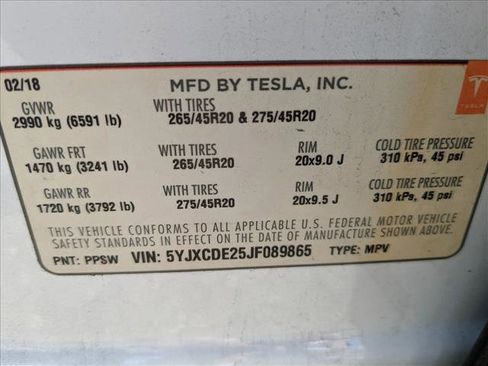 02/18 MFD BY TESLA, INC.
TESLA
GVWR WITH TIRES
2990 kg (6591 lb) 265/45R20 & 275/45R20
GAWR FRT WITH TIRES RIM COLD TIRE PRESSURE
1470 kg (3241 lb) 265/45R20 20x9.0 J 310 kPa, 45 psi
GAWR RR WITH TIRES RIM COLD TIRE PRESSURE
1720 kg (3792 lb) 275/45R20 20x9.5 J 310 kPa, 45 psi
THIS VEHICLE CONFORMS TO ALL APPLICABLE U.S. FEDERAL MOTOR VEHICLE
SAFETY STANDARDS IN EFFECT ON THE DATE OF MANUFACTURE SHOWN ABOVE.
PNT: PPSW VIN: 5YJXCDE25JF089865 TYPE: MPV